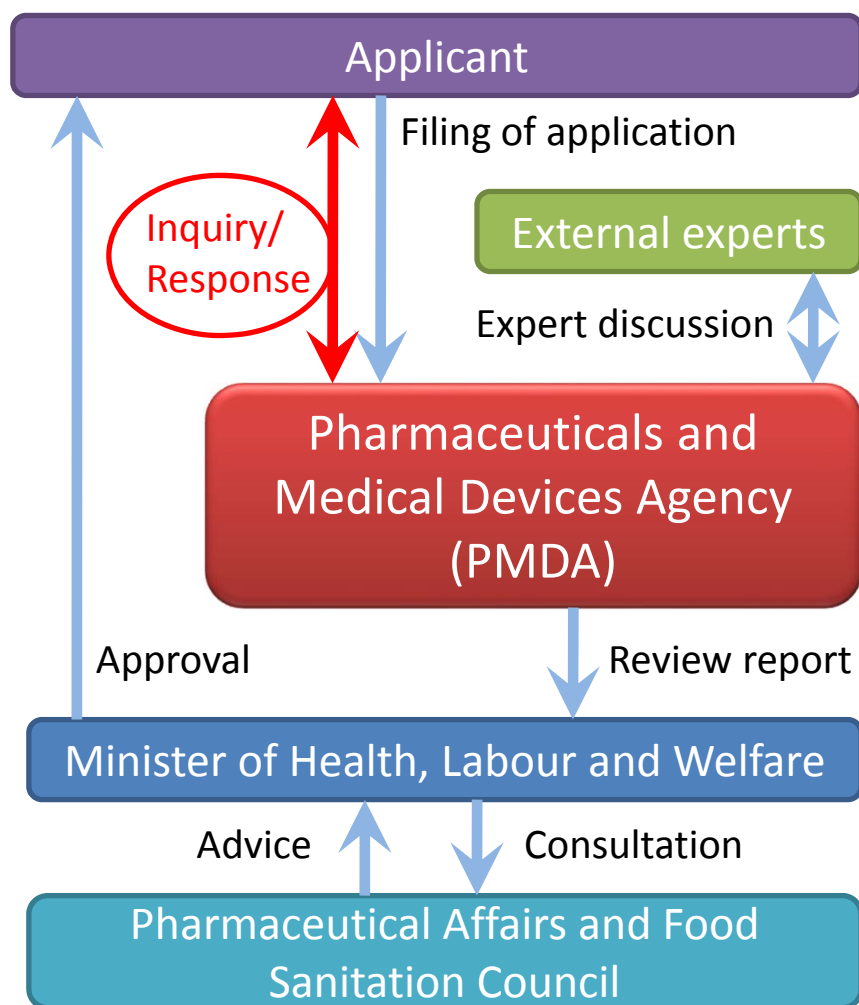 Applicant
Filing of application
Inquiry/
Response
External experts
Expert discussion
Pharmaceuticals and
Medical Devices Agency
(PMDA)
Approval
Review report
Minister of Health, Labour and Welfare
Advice
Consultation
Pharmaceutical Affairs and Food
Sanitation Council